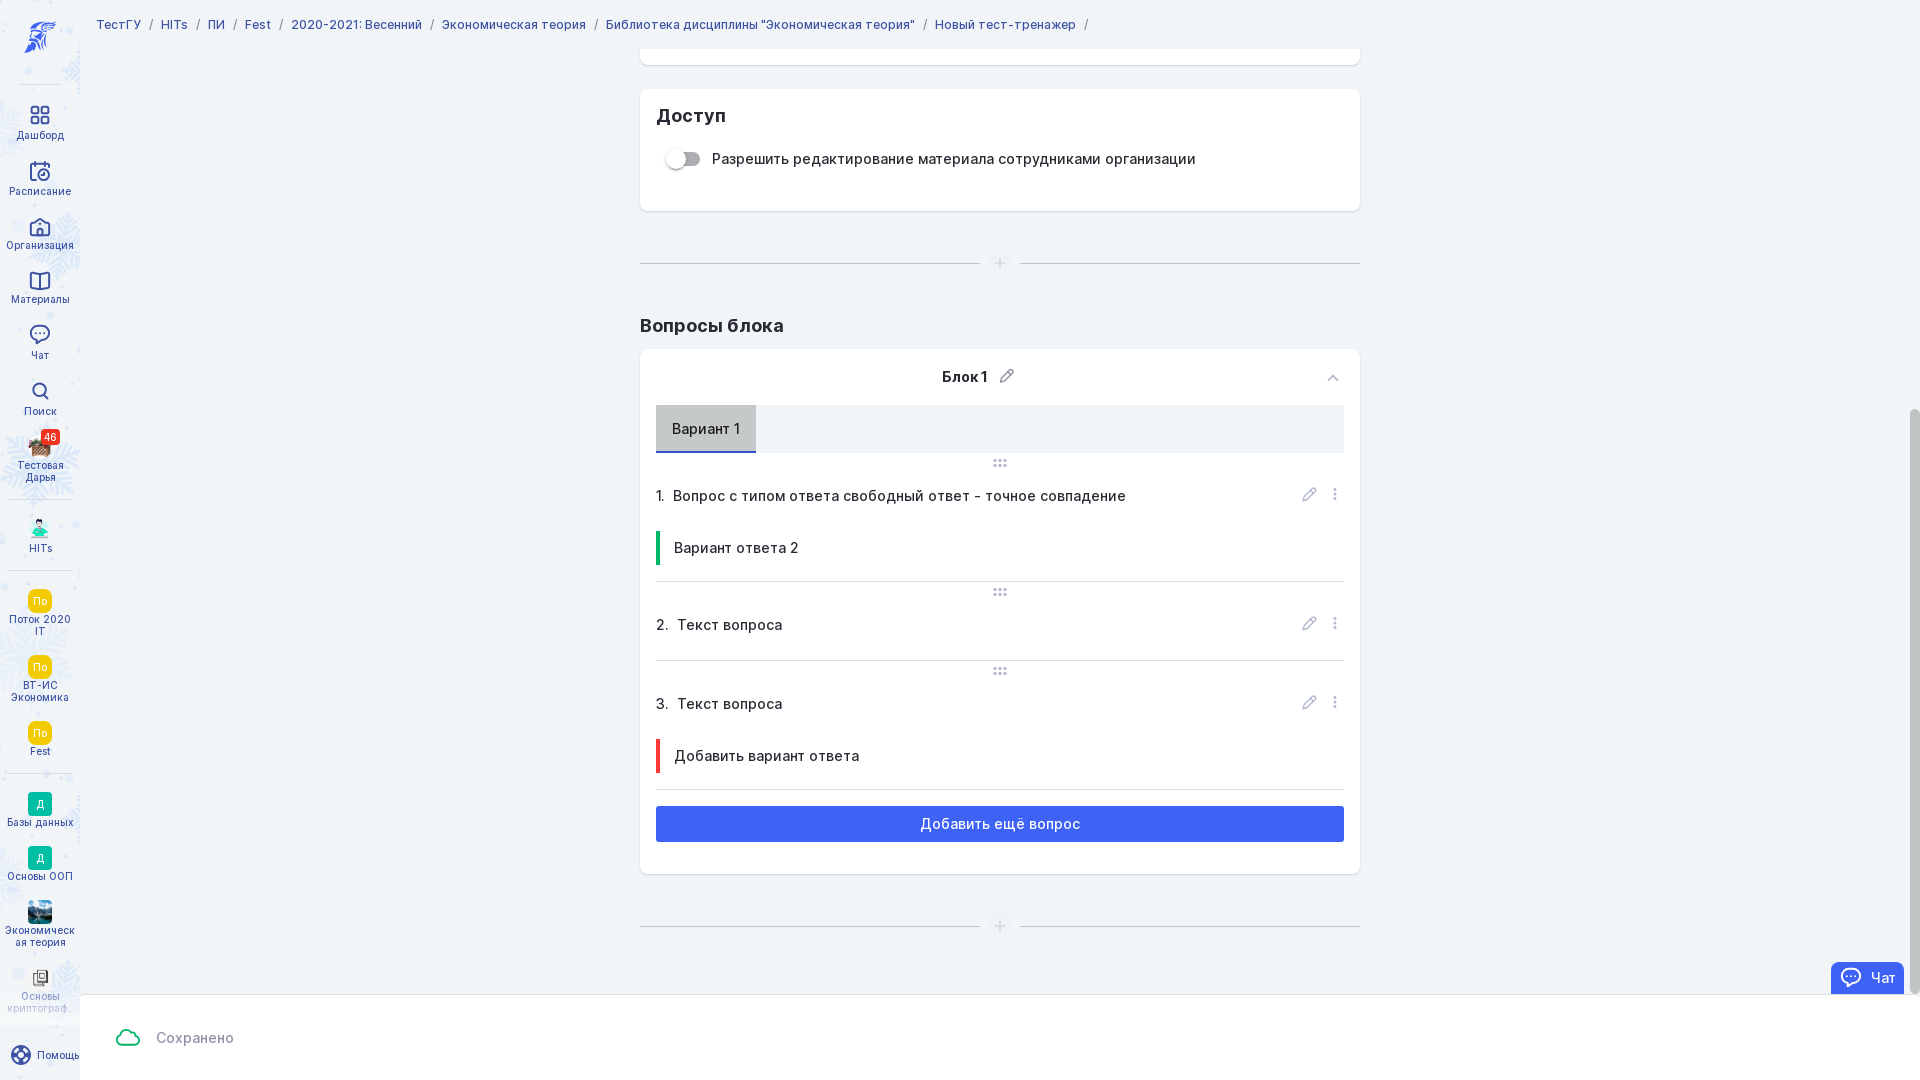 ТестГУ / HITs / ПИ / Fest / 2020-2021: Весенний / Экономическая теория / Библиотека дисциплины "Экономическая теория" / Новый тест-тренажер /
Дашборд
Расписание
Организация
Материалы
Чат
Поиск
46
Тестовая
Дарья
HITs
По
Поток 2020
IT
По
ВТ-ИС
Экономика
По
Fest
Д
Базы данных
Д
Основы ООП
Экономическ
ая теория
Основы
криптограф...
Помощь
Доступ
Разрешить редактирование материала сотрудниками организации
Вопросы блока
Блок 1
Вариант 1
1. Вопрос с типом ответа свободный ответ - точное совпадение
Вариант ответа 2
2. Текст вопроса
3. Текст вопроса
Добавить вариант ответа
Добавить ещё вопрос
Чат
Сохранено